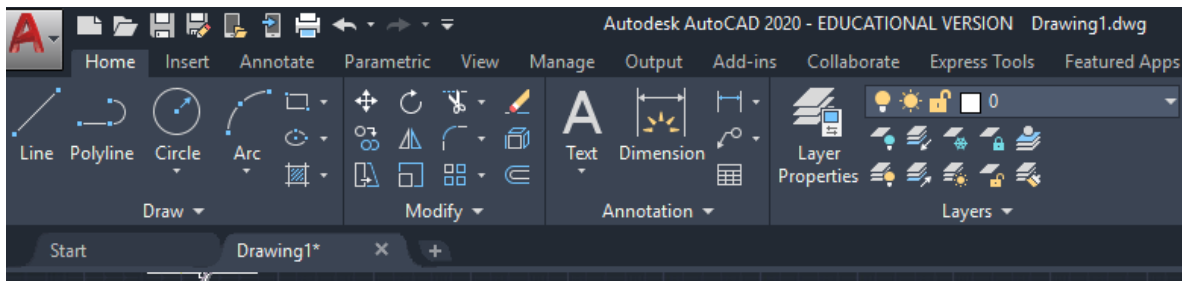 Autodesk AutoCAD 2020 - EDUCATIONAL VERSION Drawing1.dwg
Home Insert Annotate Parametric View Manage Output Add-ins Collaborate Express Tools Featured Apps
0
Line Polyline Circle Arc Text Dimension Layer
Properties
Draw Modify Annotation Layers
Start Drawing1*